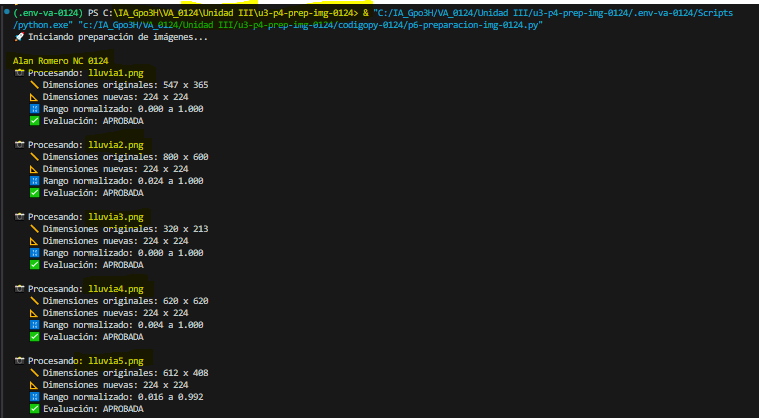 (.env-va-0124) PS C:\IA_Gpo3H\VA_0124\Unidad III\u3-p4-prep-img-0124> & "C:/IA_Gpo3H/VA_0124/Unidad III/u3-p4-prep-img-0124/.env-va-0124/Scripts
/python.exe" "c:/IA_Gpo3H/VA_0124/Unidad III/u3-p4-prep-img-0124/codigopy-0124/p6-preparacion-img-0124.py"
🚀 Iniciando preparación de imágenes...
Alan Romero NC 0124
📷 Procesando: lluvia1.png
📏 Dimensiones originales: 547 x 365
📐 Dimensiones nuevas: 224 x 224
🔢 Rango normalizado: 0.000 a 1.000
✅ Evaluación: APROBADA
📷 Procesando: lluvia2.png
📏 Dimensiones originales: 800 x 600
📐 Dimensiones nuevas: 224 x 224
🔢 Rango normalizado: 0.024 a 1.000
✅ Evaluación: APROBADA
📷 Procesando: lluvia3.png
📏 Dimensiones originales: 320 x 213
📐 Dimensiones nuevas: 224 x 224
🔢 Rango normalizado: 0.000 a 1.000
✅ Evaluación: APROBADA
📷 Procesando: lluvia4.png
📏 Dimensiones originales: 620 x 620
📐 Dimensiones nuevas: 224 x 224
🔢 Rango normalizado: 0.004 a 1.000
✅ Evaluación: APROBADA
📷 Procesando: lluvia5.png
📏 Dimensiones originales: 612 x 408
📐 Dimensiones nuevas: 224 x 224
🔢 Rango normalizado: 0.016 a 0.992
✅ Evaluación: APROBADA